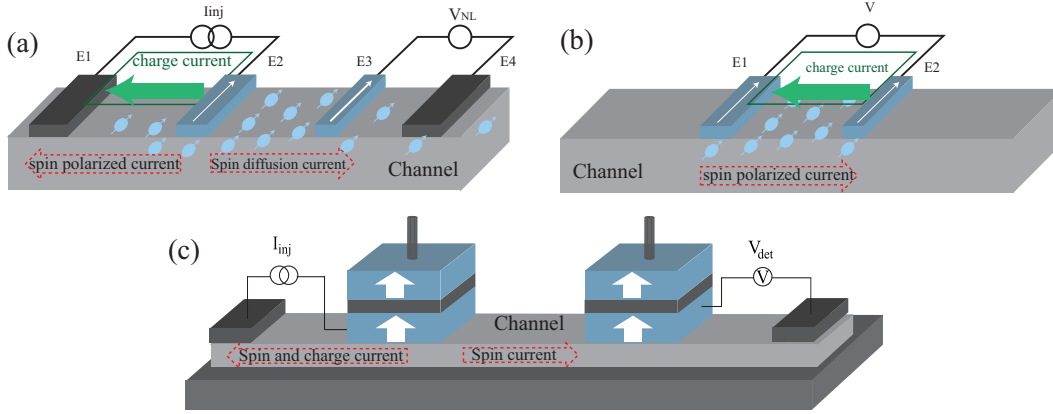 (a)
Iinj
VNL
E1
charge current
E2
E3
E4
spin polarized current
Spin diffusion current
Channel
(b)
V
E1
charge current
E2
Channel
spin polarized current
(c)
Iinj
Vdet
V
Channel
Spin and charge current
Spin current